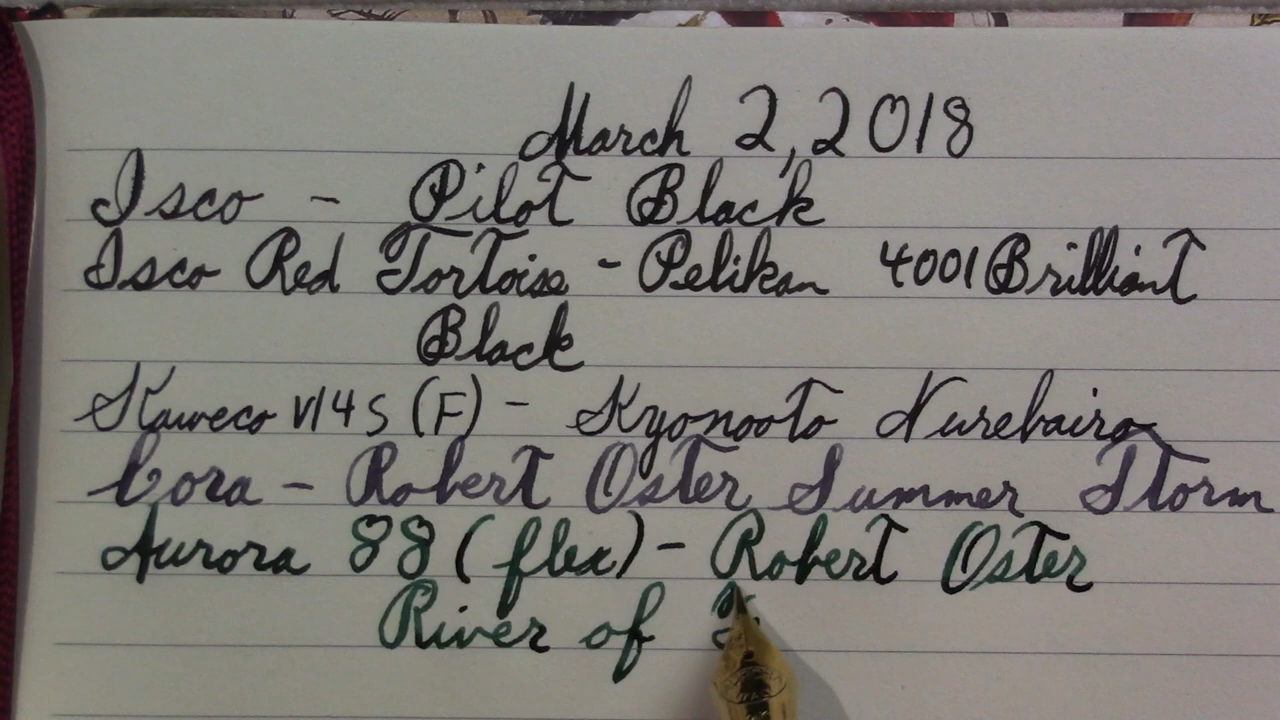 March 2, 2018
Isco - Pilot Black
Isco Red Tortoise - Pelikan 4001 Brilliant
Black
Kaweco V14S (F) - Kyonooto Nurebairo
Cora - Robert Oster Summer Storm
Aurora 88 (flex) - Robert Oster
River of